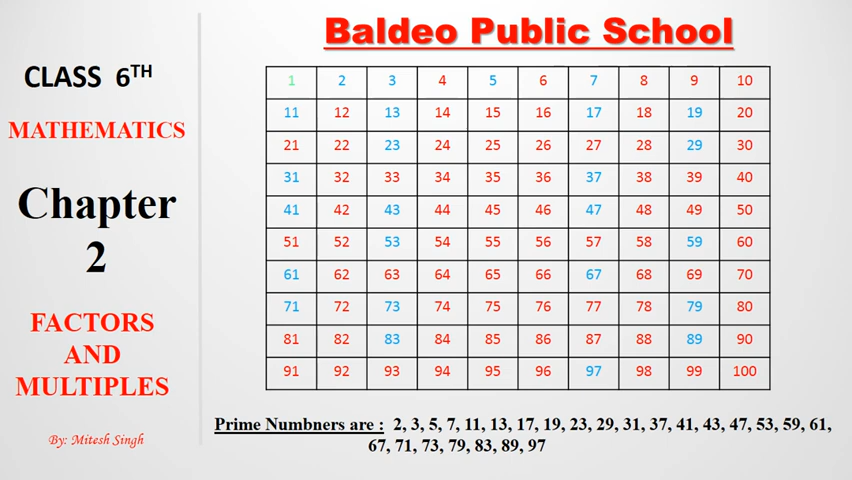 Baldeo Public School
CLASS 6TH
MATHEMATICS
Chapter
2
FACTORS
AND
MULTIPLES
By: Mitesh Singh
1 2 3 4 5 6 7 8 9 10
11 12 13 14 15 16 17 18 19 20
21 22 23 24 25 26 27 28 29 30
31 32 33 34 35 36 37 38 39 40
41 42 43 44 45 46 47 48 49 50
51 52 53 54 55 56 57 58 59 60
61 62 63 64 65 66 67 68 69 70
71 72 73 74 75 76 77 78 79 80
81 82 83 84 85 86 87 88 89 90
91 92 93 94 95 96 97 98 99 100
Prime Numbners are : 2, 3, 5, 7, 11, 13, 17, 19, 23, 29, 31, 37, 41, 43, 47, 53, 59, 61,
67, 71, 73, 79, 83, 89, 97